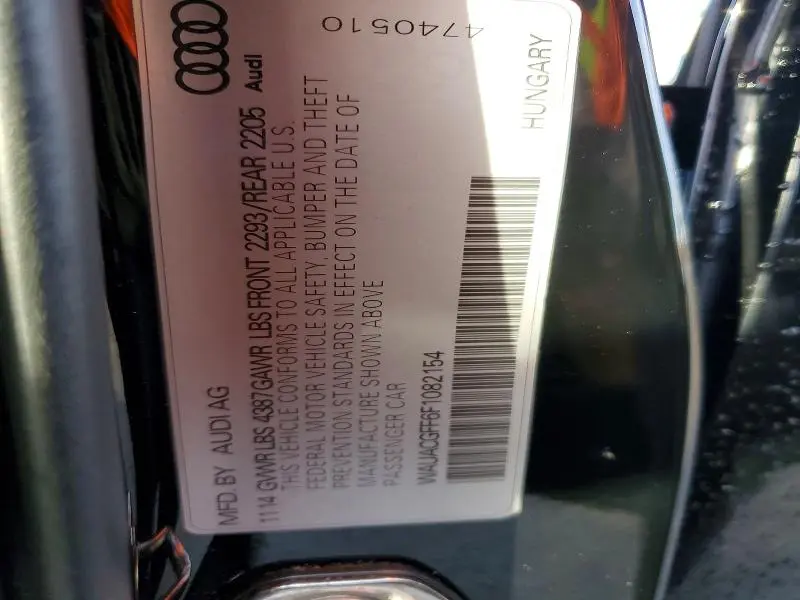 4740510
Audi
MFD. BY AUDI AG
11 14 GVWR LBS 4387 GAWR LBS FRONT 2293/REAR 2205
THIS VEHICLE CONFORMS TO ALL APPLICABLE U.S.
FEDERAL MOTOR VEHICLE SAFETY, BUMPER AND THEFT
PREVENTION STANDARDS IN EFFECT ON THE DATE OF
MANUFACTURE SHOWN ABOVE
PASSENGER CAR
WAUACGFF6F1082154
HUNGARY